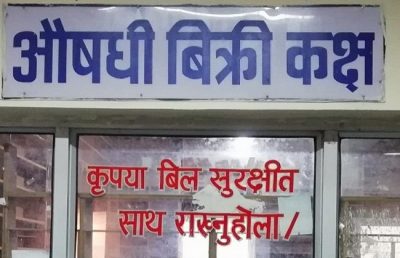 औषधी बिक्री कक्ष
कृपया बिल सुरक्षीत
साथ राख्नुहोला/